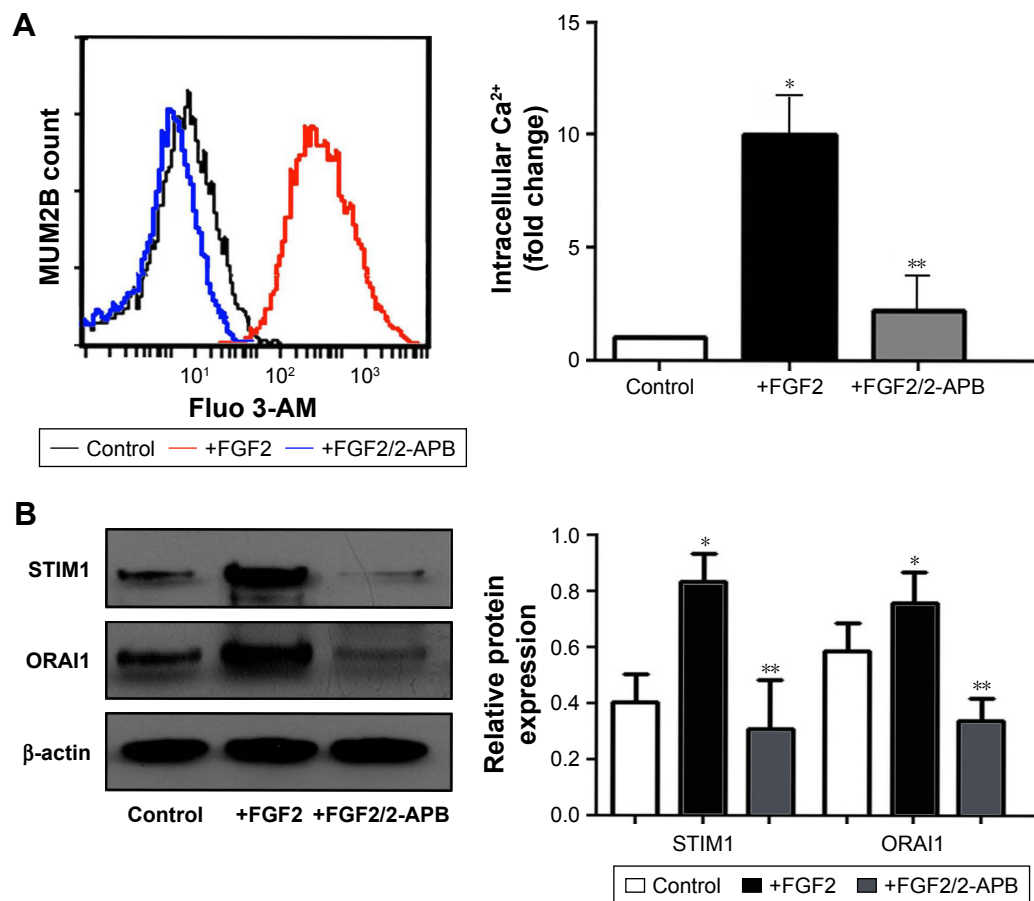 A
MUM2B count
10¹ 10² 10³
Fluo 3-AM
Control +FGF2 +FGF2/2-APB
Intracellular Ca²⁺
(fold change)
15
10
5
0
*
**
Control +FGF2 +FGF2/2-APB
B
STIM1
ORAI1
β-actin
Control +FGF2 +FGF2/2-APB
Relative protein
expression
1.0
0.8
0.6
0.4
0.2
0.0
*
**
*
**
STIM1 ORAI1
Control +FGF2 +FGF2/2-APB